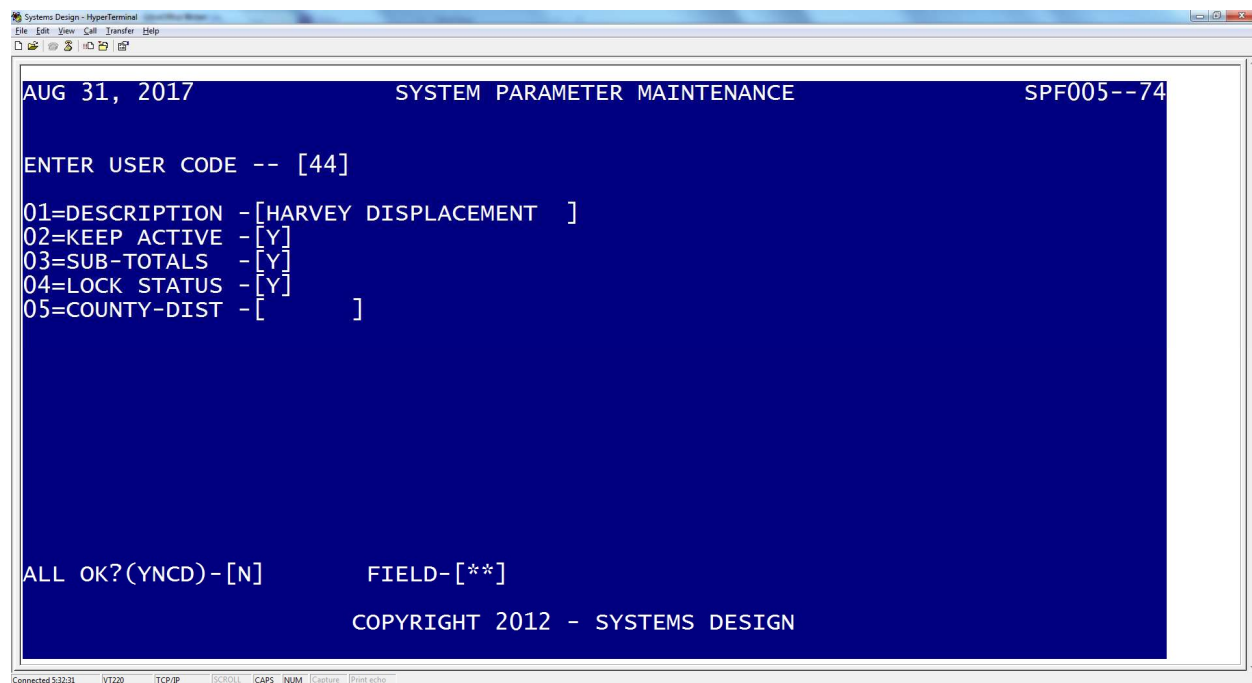 Systems Design - HyperTerminal
File Edit View Call Transfer Help
AUG 31, 2017 SYSTEM PARAMETER MAINTENANCE SPF005--74
ENTER USER CODE -- [44]
01=DESCRIPTION -[HARVEY DISPLACEMENT ]
02=KEEP ACTIVE -[Y]
03=SUB-TOTALS -[Y]
04=LOCK STATUS -[Y]
05=COUNTY-DIST -[ ]
ALL OK?(YNCD)-[N] FIELD-[**]
COPYRIGHT 2012 - SYSTEMS DESIGN
Connected 5:32:31 VT220 TCP/IP SCROLL CAPS NUM Capture Print echo